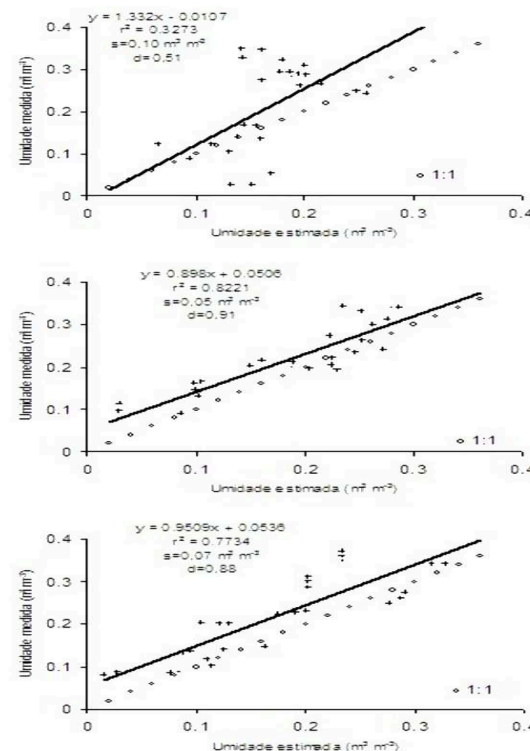 y = 1.332x - 0.0107
r² = 0.3273
s=0.10 m³ m⁻³
d=0.51
0.4
0.3
0.2
0.1
0
Umidade medida (m³ m⁻³)
1:1
0 0.1 0.2 0.3 0.4
Umidade estimada (m³ m⁻³)
y = 0.898x + 0.0506
r² = 0.8221
s=0.05 m³ m⁻³
d=0.91
0.4
0.3
0.2
0.1
0
Umidade medida (m³ m⁻³)
1:1
0 0.1 0.2 0.3 0.4
Umidade estimada (m³ m⁻³)
y = 0.9509x + 0.0536
r² = 0.7734
s=0.07 m³ m⁻³
d=0.88
0.4
0.3
0.2
0.1
0
Umidade medida (m³ m⁻³)
1:1
0 0.1 0.2 0.3 0.4
Umidade estimada (m³ m⁻³)